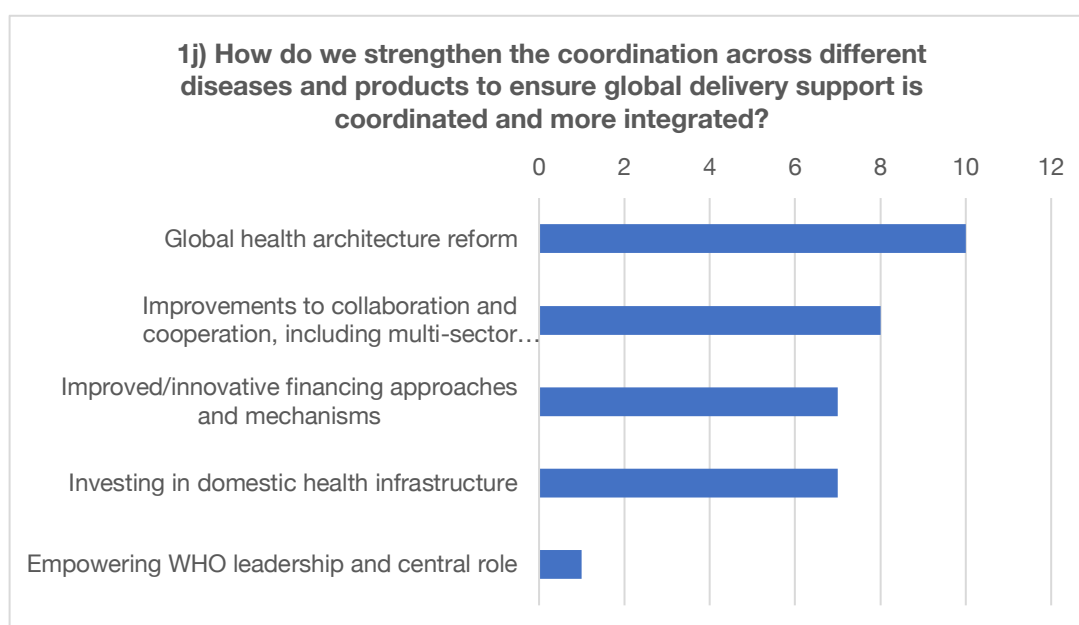 1j) How do we strengthen the coordination across different
diseases and products to ensure global delivery support is
coordinated and more integrated?
0 2 4 6 8 10 12
Global health architecture reform
Improvements to collaboration and
cooperation, including multi-sector…
Improved/innovative financing approaches
and mechanisms
Investing in domestic health infrastructure
Empowering WHO leadership and central role